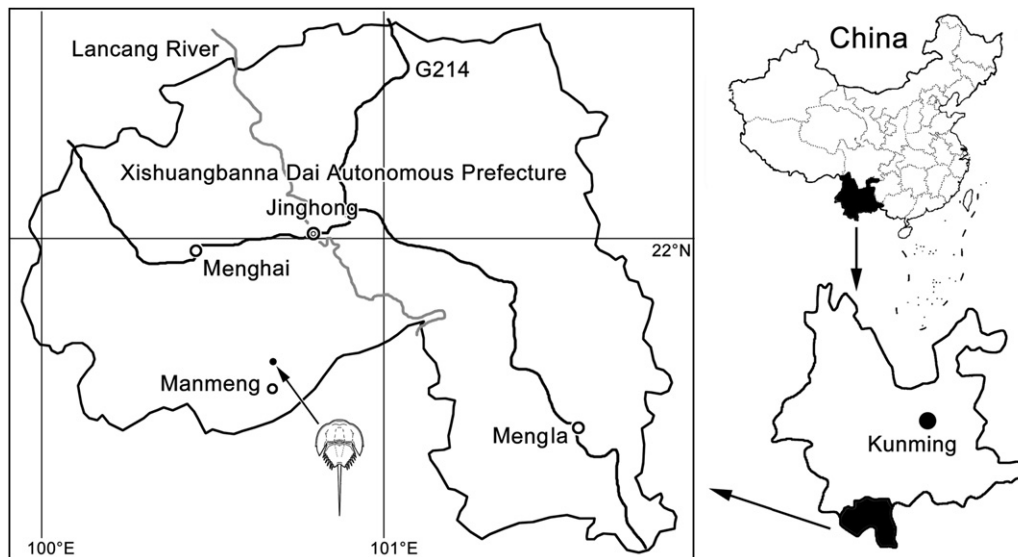 Lancang River
G214
Xishuangbanna Dai Autonomous Prefecture
Jinghong
22°N
Menghai
Manmeng
Mengla
100°E
101°E
China
Kunming